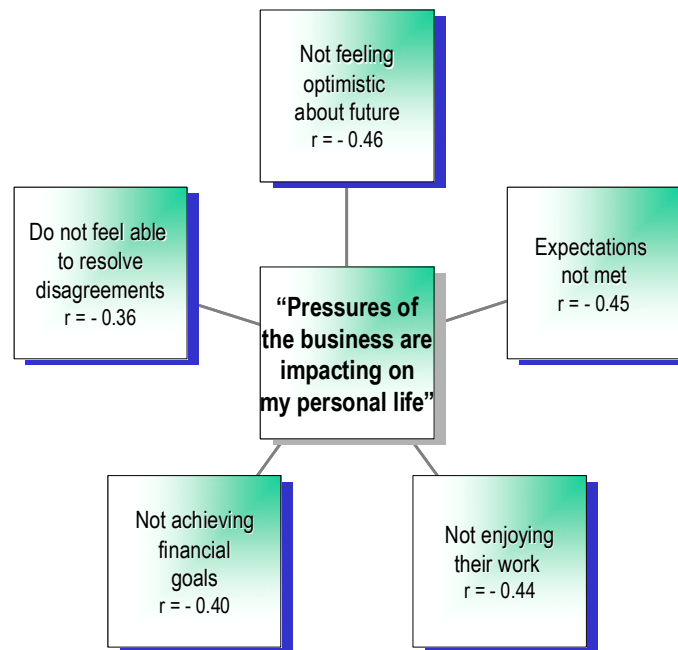 Not feeling
optimistic
about future
r = - 0.46
Do not feel able
to resolve
disagreements
r = - 0.36
Expectations
not met
r = - 0.45
“Pressures of
the business are
impacting on
my personal life”
Not achieving
financial
goals
r = - 0.40
Not enjoying
their work
r = - 0.44